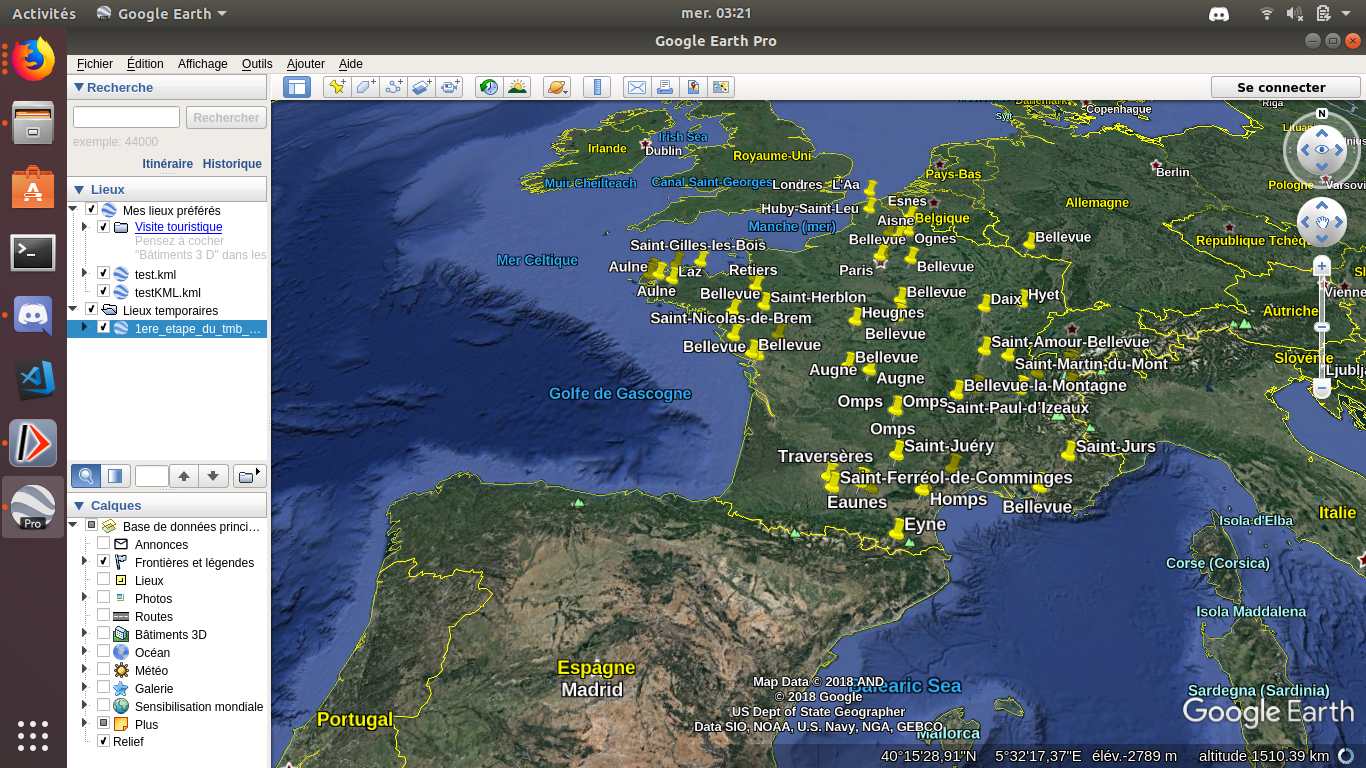 Activités
Google Earth
mer. 03:21
Google Earth Pro
Fichier Édition Affichage Outils Ajouter Aide
Se connecter
Recherche
Rechercher
exemple: 44000
Itinéraire Historique
Lieux
Mes lieux préférés
Visite touristique
Pensez à cocher
"Bâtiments 3 D" dans les
test.kml
testKML.kml
Lieux temporaires
1ere_etape_du_tmb_...
Pro
Calques
Base de données princi...
Annonces
Frontières et légendes
Lieux
Photos
Routes
Bâtiments 3D
Océan
Météo
Galerie
Sensibilisation mondiale
Plus
Relief
Copenhague
Riga
Sylt
N
Irish Sea
Irlande
Dublin
Royaume-Uni
Berlin
Pays-Bas
Muir Cheilteach
Canal Saint-Georges
Londres
L'Aa
Pologne
Varsovi
Esnes
Allemagne
Huby-Saint-Leu
Aisne
Belgique
Manche (mer)
Bellevue
Ognes
Bellevue
République Tchèqu
Saint-Gilles-les-Bois
Mer Celtique
Aulne
Laz
Retiers
Paris
Bellevue
Aulne
Bellevue
Saint-Herblon
Bellevue
Daix
Hyet
Vienne
Saint-Nicolas-de-Brem
Heugnes
Autriche
Bellevue
Bellevue
Bellevue
Saint-Amour-Bellevue
Bellevue
Slovénie
Augne
Augne
Saint-Martin-du-Mont
Ljublja
Bellevue-la-Montagne
Golfe de Gascogne
Omps
Omps
Saint-Paul-d'Izeaux
Omps
Saint-Juéry
Saint-Jurs
Traversères
Saint-Ferréol-de-Comminges
Eaunes
Homps
Bellevue
Eyne
Italie
Isola d'Elba
Corse (Corsica)
Isola Maddalena
Espagne
Madrid
Portugal
Balearic Sea
Sardegna (Sardinia)
Mallorca
Map Data © 2018 AND
© 2018 Google
US Dept of State Geographer
Data SIO, NOAA, U.S. Navy, NGA, GEBCO
Google Earth
40°15'28,91"N 5°32'17,37"E élév.-2789 m altitude 1510.39 km